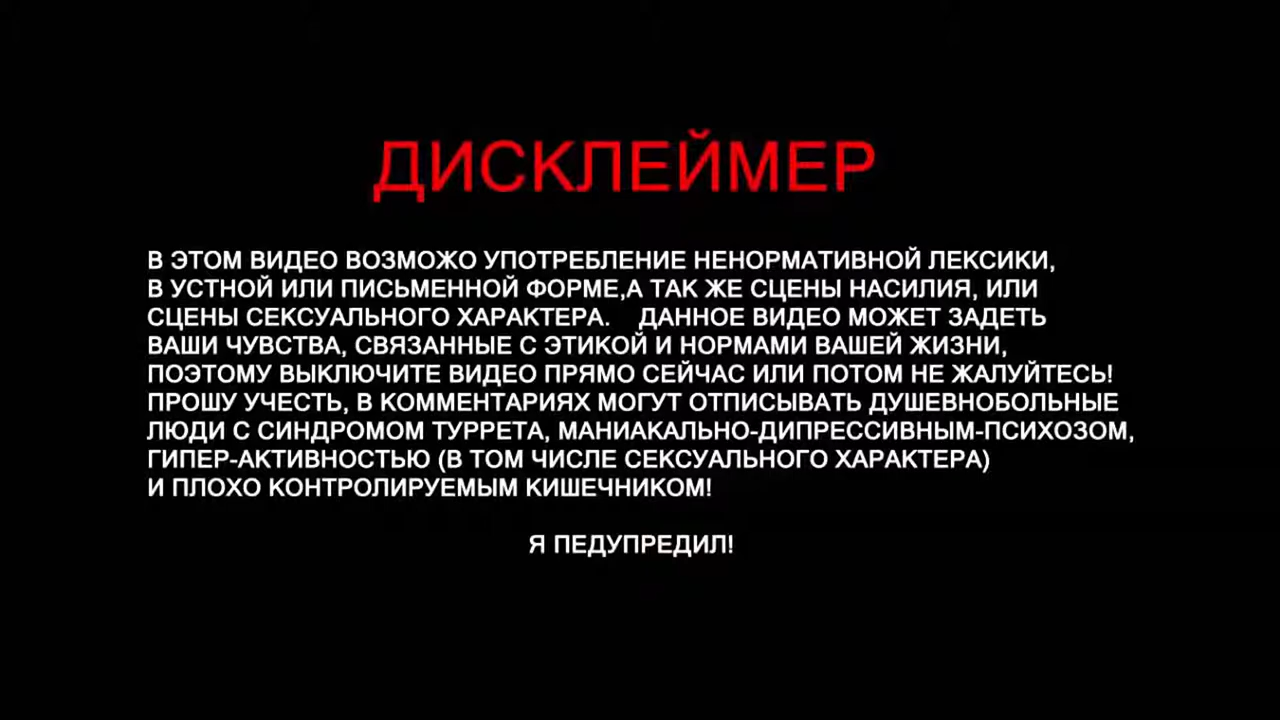 ДИСКЛЕЙМЕР
В ЭТОМ ВИДЕО ВОЗМОЖО УПОТРЕБЛЕНИЕ НЕНОРМАТИВНОЙ ЛЕКСИКИ,
В УСТНОЙ ИЛИ ПИСЬМЕННОЙ ФОРМЕ,А ТАК ЖЕ СЦЕНЫ НАСИЛИЯ, ИЛИ
СЦЕНЫ СЕКСУАЛЬНОГО ХАРАКТЕРА. ДАННОЕ ВИДЕО МОЖЕТ ЗАДЕТЬ
ВАШИ ЧУВСТВА, СВЯЗАННЫЕ С ЭТИКОЙ И НОРМАМИ ВАШЕЙ ЖИЗНИ,
ПОЭТОМУ ВЫКЛЮЧИТЕ ВИДЕО ПРЯМО СЕЙЧАС ИЛИ ПОТОМ НЕ ЖАЛУЙТЕСЬ!
ПРОШУ УЧЕСТЬ, В КОММЕНТАРИЯХ МОГУТ ОТПИСЫВАТЬ ДУШЕВНОБОЛЬНЫЕ
ЛЮДИ С СИНДРОМОМ ТУРРЕТА, МАНИАКАЛЬНО-ДИПРЕССИВНЫМ-ПСИХОЗОМ,
ГИПЕР-АКТИВНОСТЬЮ (В ТОМ ЧИСЛЕ СЕКСУАЛЬНОГО ХАРАКТЕРА)
И ПЛОХО КОНТРОЛИРУЕМЫМ КИШЕЧНИКОМ!
Я ПЕДУПРЕДИЛ!